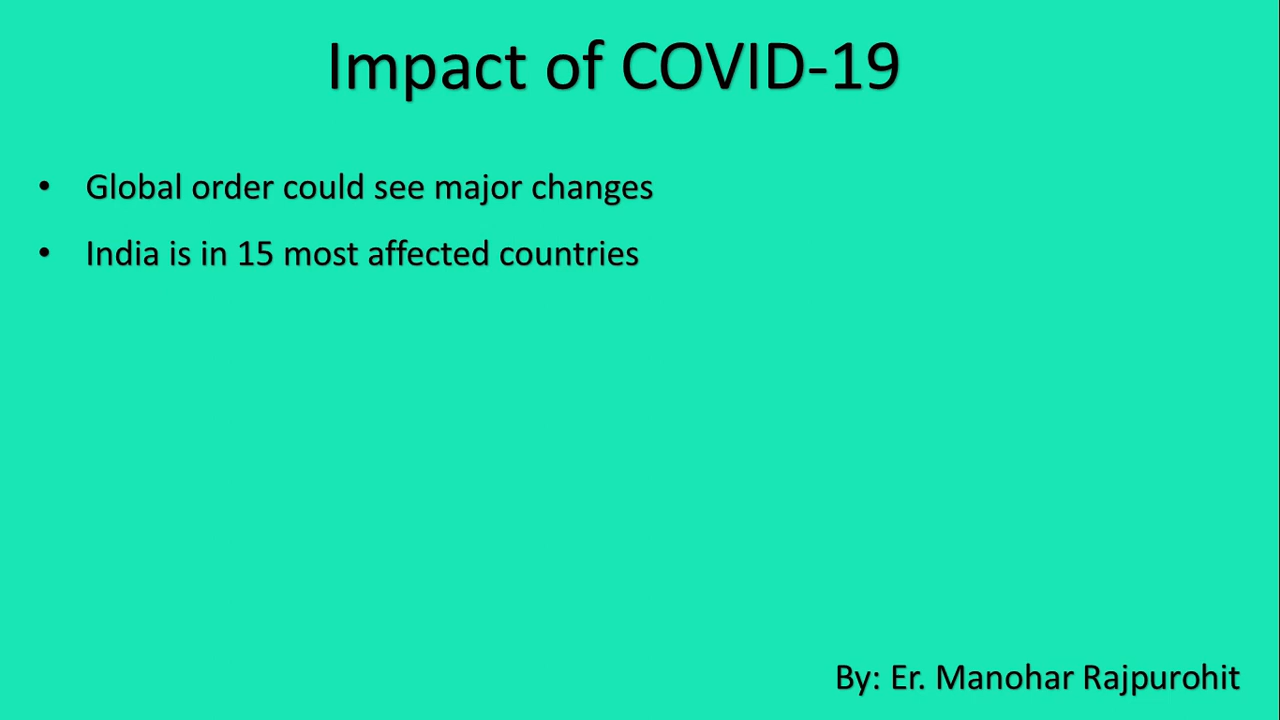 Impact of COVID-19
• Global order could see major changes
• India is in 15 most affected countries
By: Er. Manohar Rajpurohit